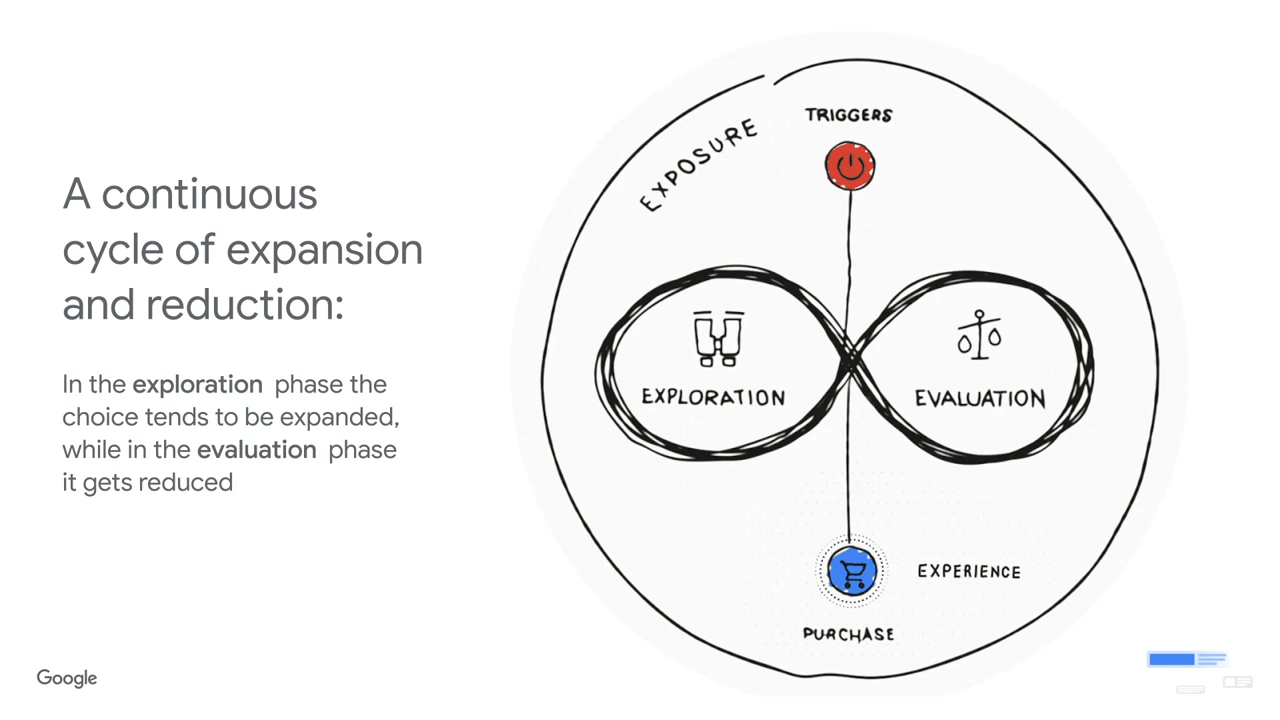 A continuous
cycle of expansion
and reduction:
In the exploration phase the
choice tends to be expanded,
while in the evaluation phase
it gets reduced
EXPOSURE
TRIGGERS
EXPLORATION
EVALUATION
EXPERIENCE
PURCHASE
Google